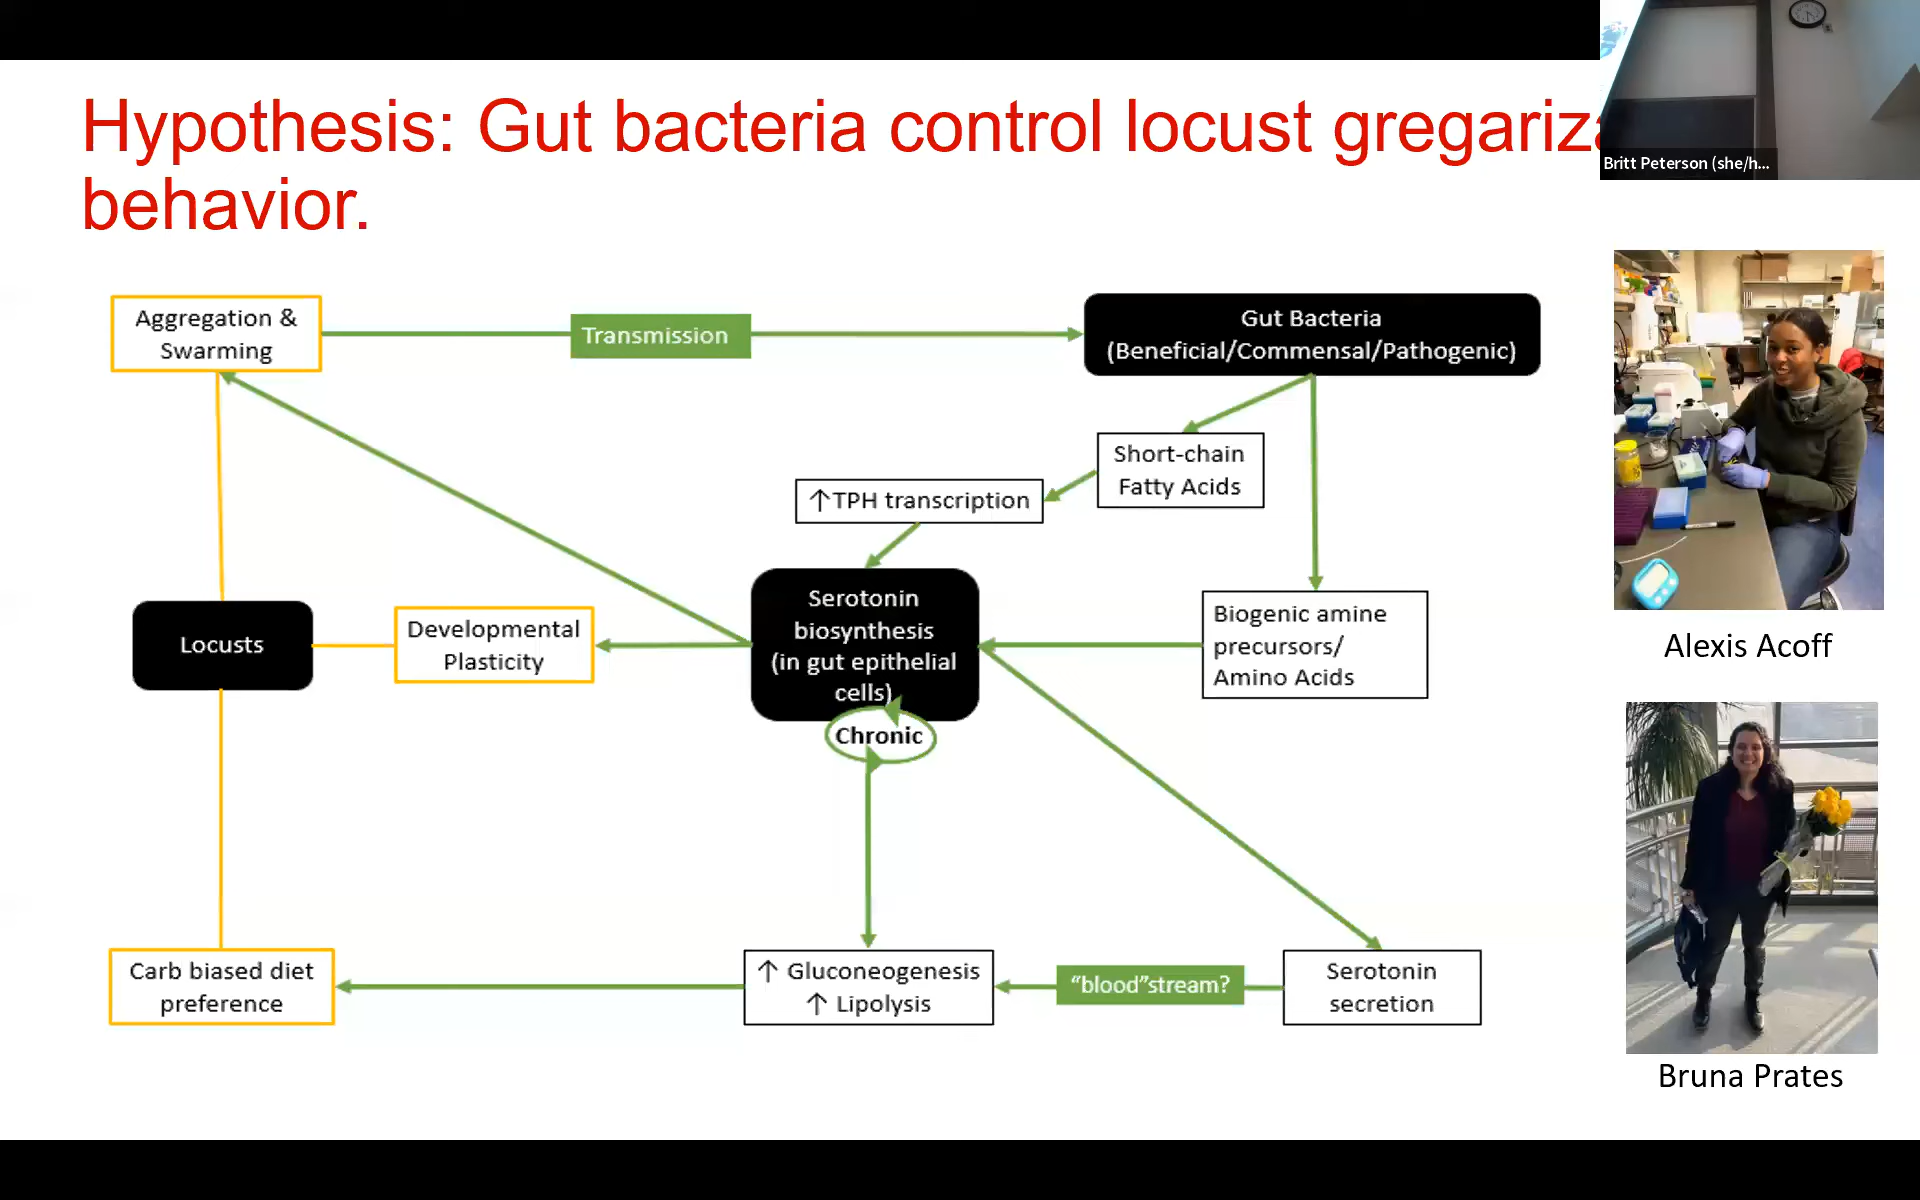 Hypothesis: Gut bacteria control locust gregariz
behavior.
Britt Peterson (she/h...
Aggregation &
Swarming
Transmission
Gut Bacteria
(Beneficial/Commensal/Pathogenic)
Short-chain
Fatty Acids
↑TPH transcription
Serotonin
biosynthesis
(in gut epithelial
cells)
Chronic
Locusts
Developmental
Plasticity
Biogenic amine
precursors/
Amino Acids
Alexis Acoff
Carb biased diet
preference
↑ Gluconeogenesis
↑ Lipolysis
“blood”stream?
Serotonin
secretion
Bruna Prates